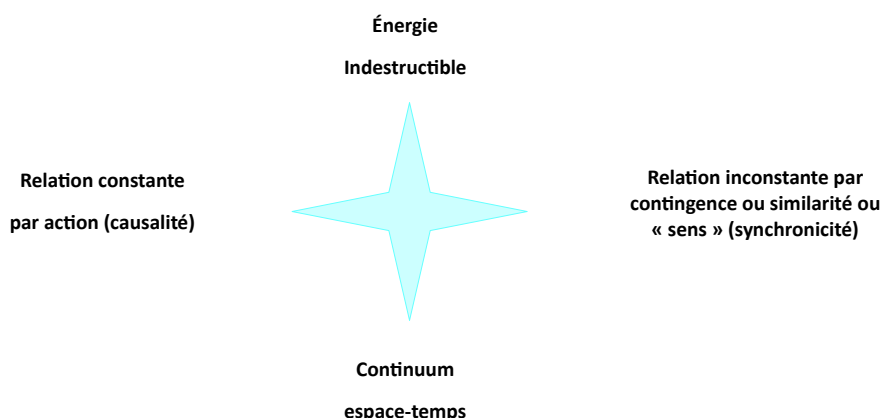 Énergie
Indestructible
Relation constante
par action (causalité)
Relation inconstante par
contingence ou similarité ou
« sens » (synchronicité)
Continuum
espace-temps